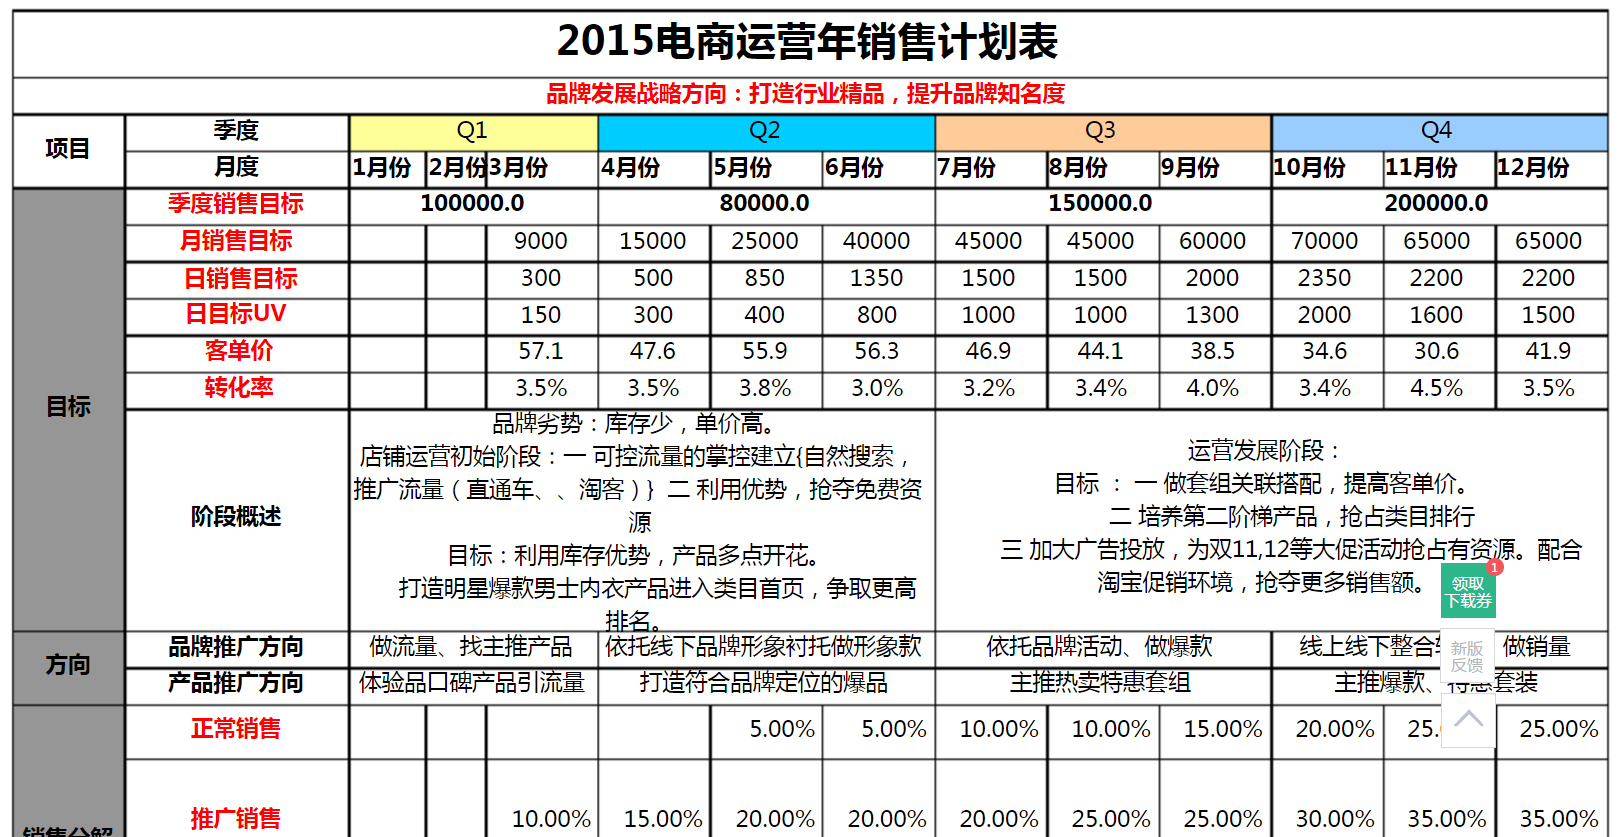 2015电商运营年销售计划表
品牌发展战略方向：打造行业精品，提升品牌知名度
项目 季度 Q1 Q2 Q3 Q4
月度 1月份 2月份 3月份 4月份 5月份 6月份 7月份 8月份 9月份 10月份 11月份 12月份
目标
季度销售目标 100000.0 80000.0 150000.0 200000.0
月销售目标 9000 15000 25000 40000 45000 45000 60000 70000 65000 65000
日销售目标 300 500 850 1350 1500 1500 2000 2350 2200 2200
日目标UV 150 300 400 800 1000 1000 1300 2000 1600 1500
客单价 57.1 47.6 55.9 56.3 46.9 44.1 38.5 34.6 30.6 41.9
转化率 3.5% 3.5% 3.8% 3.0% 3.2% 3.4% 4.0% 3.4% 4.5% 3.5%
阶段概述
品牌劣势：库存少，单价高。
店铺运营初始阶段：一 可控流量的掌控建立{自然搜索，
推广流量（直通车、、淘客）} 二 利用优势，抢夺免费资
源
目标：利用库存优势，产品多点开花。
打造明星爆款男士内衣产品进入类目首页，争取更高
排名。
运营发展阶段：
目标 ： 一 做套组关联搭配，提高客单价。
二 培养第二阶梯产品，抢占类目排行
三 加大广告投放，为双11,12等大促活动抢占有资源。配合
淘宝促销环境，抢夺更多销售额。
领取
下载券
1
方向
品牌推广方向 做流量、找主推产品 依托线下品牌形象衬托做形象款 依托品牌活动、做爆款 线上线下整合 做销量
新版
反馈
产品推广方向 体验品口碑产品引流量 打造符合品牌定位的爆品 主推热卖特惠套组 主推爆款、特惠套装
销售分解
正常销售 5.00% 5.00% 10.00% 10.00% 15.00% 20.00% 25. 25.00%
推广销售 10.00% 15.00% 20.00% 20.00% 20.00% 25.00% 25.00% 30.00% 35.00% 35.00%